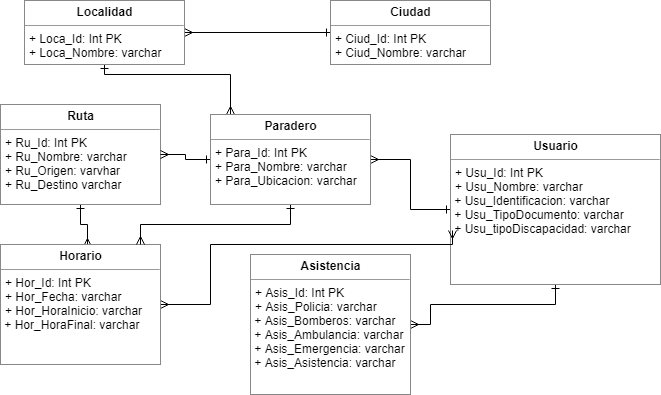 Localidad
+ Loca_Id: Int PK
+ Loca_Nombre: varchar
Ciudad
+ Ciud_Id: Int PK
+ Ciud_Nombre: varchar
Ruta
+ Ru_Id: Int PK
+ Ru_Nombre: varchar
+ Ru_Origen: varvhar
+ Ru_Destino varchar
Paradero
+ Para_Id: Int PK
+ Para_Nombre: varchar
+ Para_Ubicacion: varchar
Usuario
+ Usu_Id: Int PK
+ Usu_Nombre: varchar
+ Usu_Identificacion: varchar
+ Usu_TipoDocumento: varchar
+ Usu_tipoDiscapacidad: varchar
Horario
+ Hor_Id: Int PK
+ Hor_Fecha: varchar
+ Hor_HoraInicio: varchar
+ Hor_HoraFinal: varchar
Asistencia
+ Asis_Id: Int PK
+ Asis_Policia: varchar
+ Asis_Bomberos: varchar
+ Asis_Ambulancia: varchar
+ Asis_Emergencia: varchar
+ Asis_Asistencia: varchar